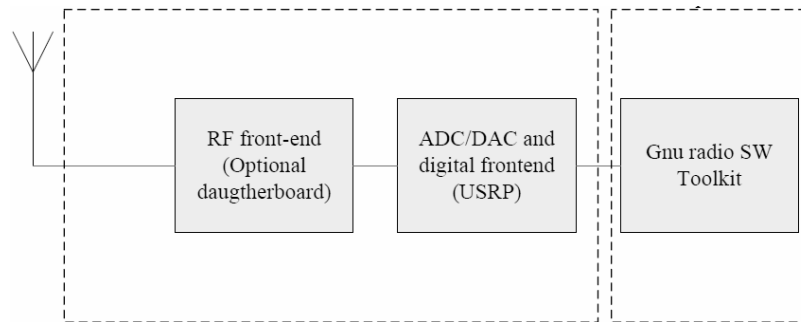 RF front-end
(Optional
daugtherboard)
ADC/DAC and
digital frontend
(USRP)
Gnu radio SW
Toolkit